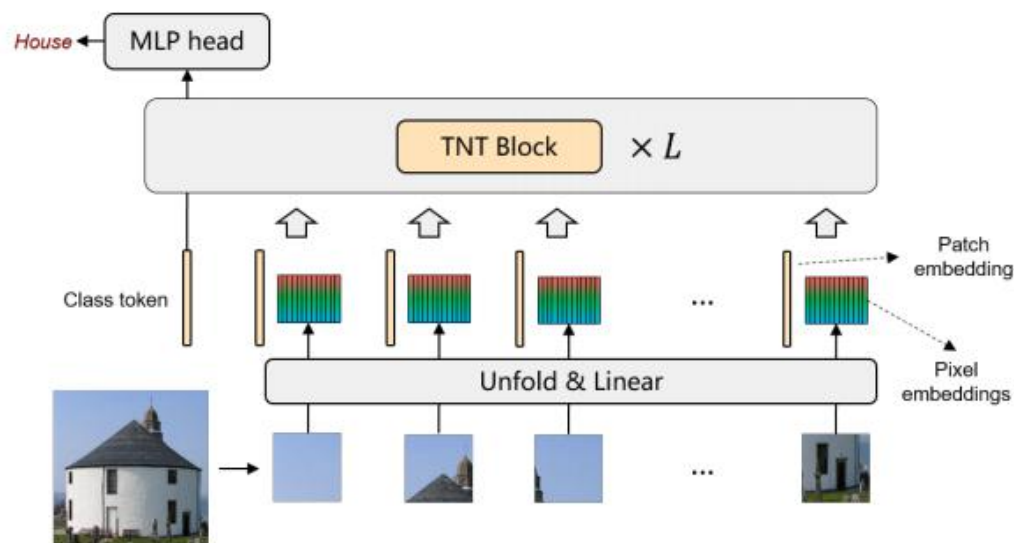 House
MLP head
TNT Block
× L
Class token
Patch
embedding
...
Unfold & Linear
Pixel
embeddings
...